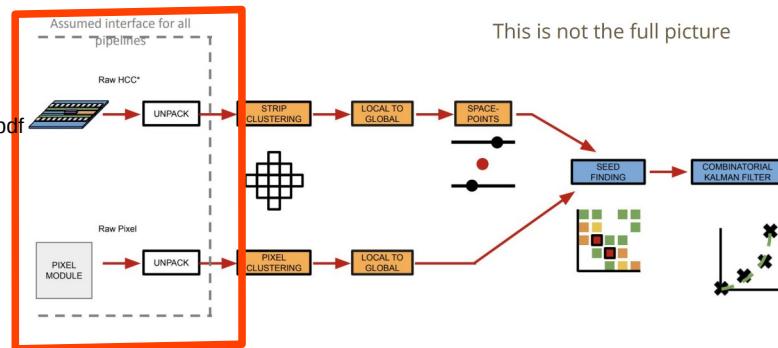 Assumed interface for all
pipelines
This is not the full picture
Raw HCC*
pdf
UNPACK
STRIP
CLUSTERING
LOCAL TO
GLOBAL
SPACE-
POINTS
SEED
FINDING
COMBINATORIAL
KALMAN FILTER
Raw Pixel
PIXEL
MODULE
UNPACK
PIXEL
CLUSTERING
LOCAL TO
GLOBAL